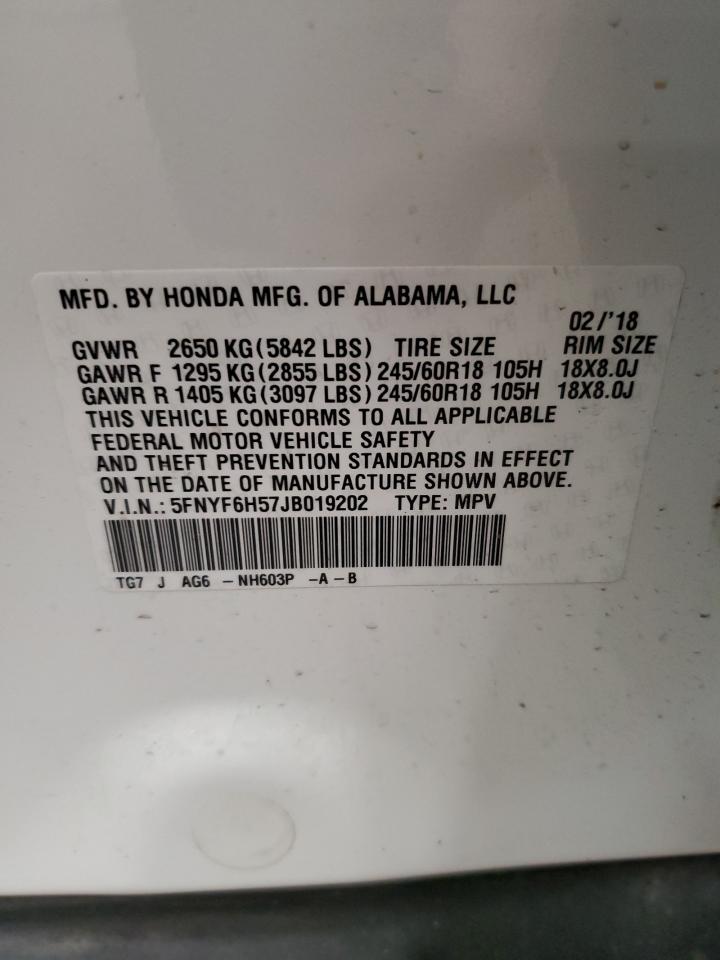 MFD. BY HONDA MFG. OF ALABAMA, LLC
02/'18
GVWR 2650 KG (5842 LBS) TIRE SIZE RIM SIZE
GAWR F 1295 KG (2855 LBS) 245/60R18 105H 18X8.0J
GAWR R 1405 KG (3097 LBS) 245/60R18 105H 18X8.0J
THIS VEHICLE CONFORMS TO ALL APPLICABLE
FEDERAL MOTOR VEHICLE SAFETY
AND THEFT PREVENTION STANDARDS IN EFFECT
ON THE DATE OF MANUFACTURE SHOWN ABOVE.
V.I.N.: 5FNYF6H57JB019202 TYPE: MPV
TG7 J AG6 - NH603P -A-B